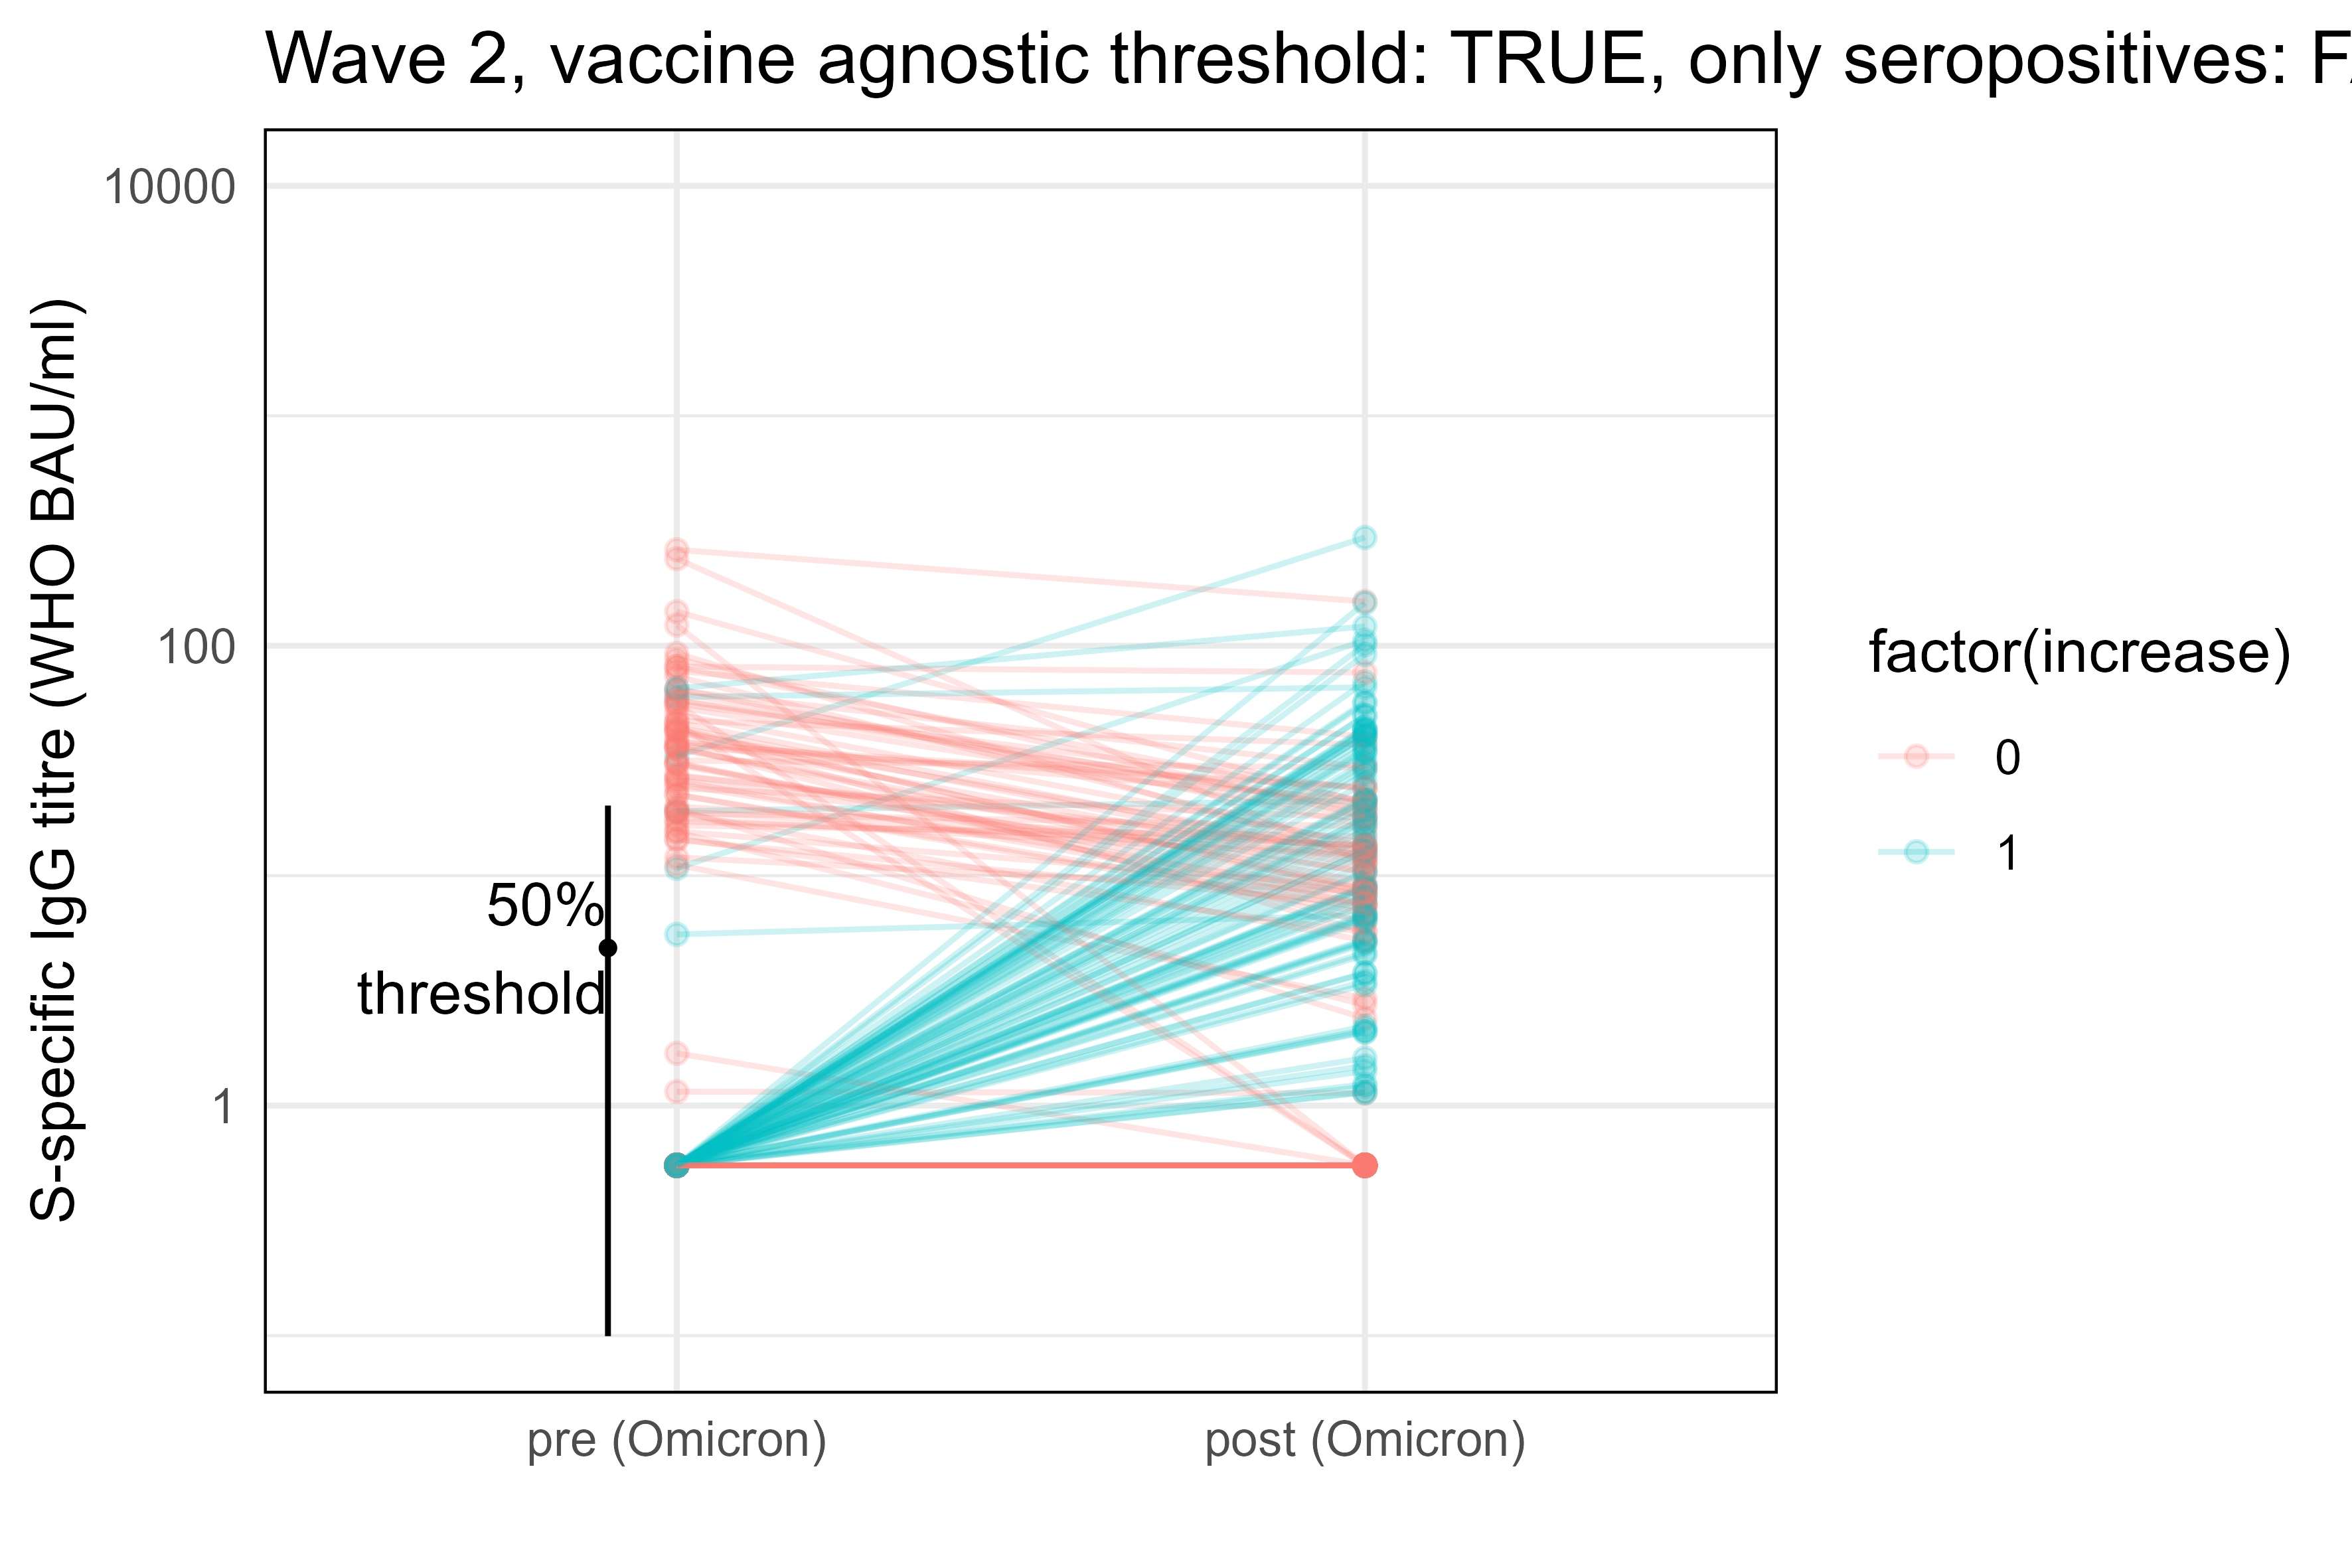 Wave 2, vaccine agnostic threshold: TRUE, only seropositives:
10000
100
1
S-specific IgG titre (WHO BAU/ml)
50%
threshold
pre (Omicron)
post (Omicron)
factor(increase)
0
1